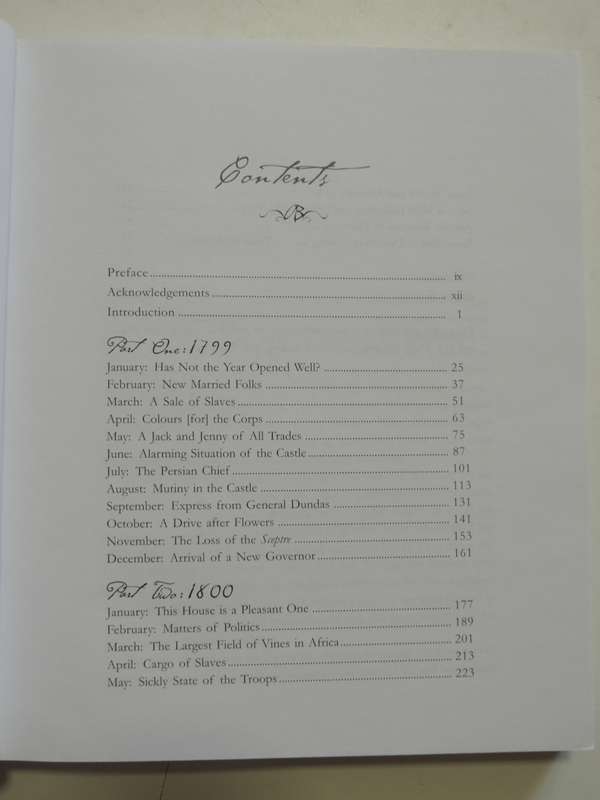 Contents
Preface ix
Acknowledgements xii
Introduction 1
Part One: 1799
January: Has Not the Year Opened Well? 25
February: New Married Folks 37
March: A Sale of Slaves 51
April: Colours [for] the Corps 63
May: A Jack and Jenny of All Trades 75
June: Alarming Situation of the Castle 87
July: The Persian Chief 101
August: Mutiny in the Castle 113
September: Express from General Dundas 131
October: A Drive after Flowers 141
November: The Loss of the Sceptre 153
December: Arrival of a New Governor 161
Part Two: 1800
January: This House is a Pleasant One 177
February: Matters of Politics 189
March: The Largest Field of Vines in Africa 201
April: Cargo of Slaves 213
May: Sickly State of the Troops 223